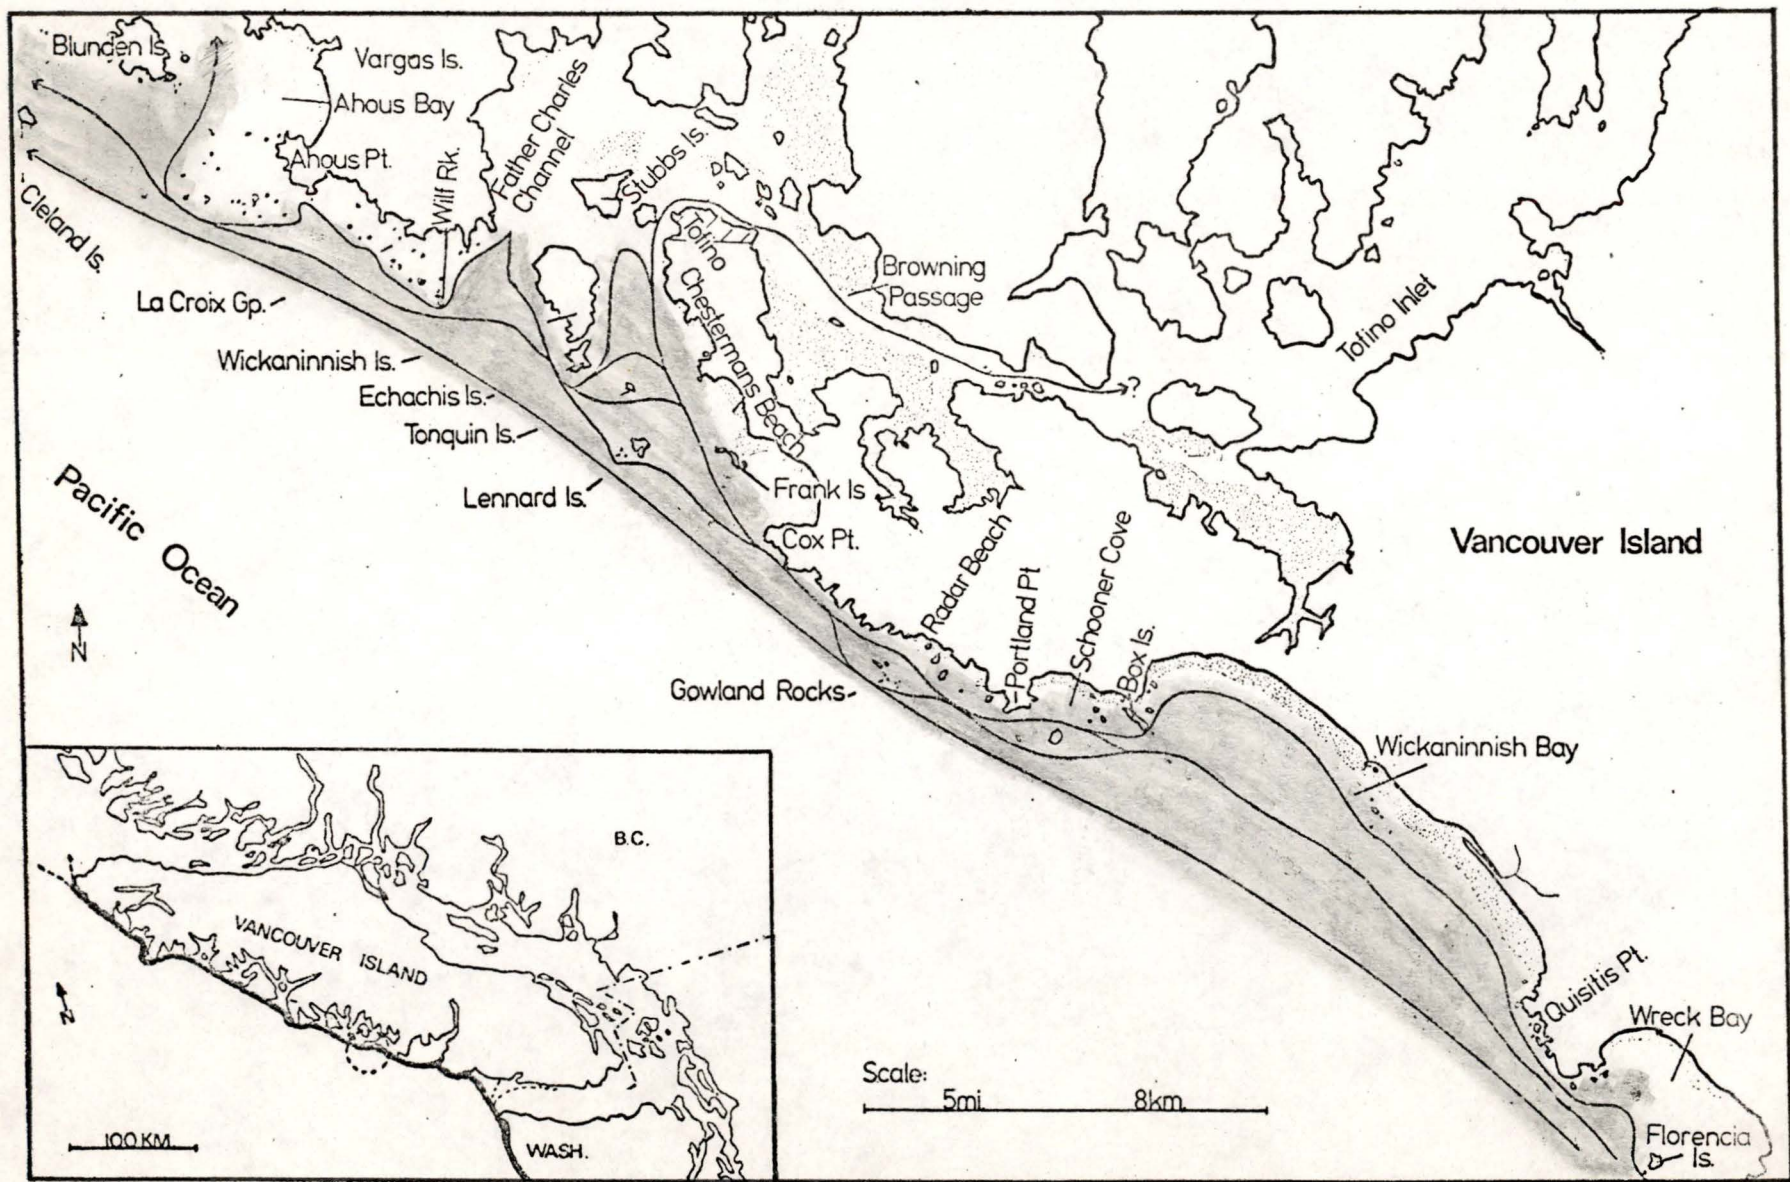 Blunden Is.
Vargas Is.
Ahous Bay
Ahous Pt.
Wilf Rk.
Father Charles
Channel
Stubbs Is.
Tofino
Chestermans Beach
Browning
Passage
Tofino Inlet
Cleland Is.
La Croix Gp.
Wickaninnish Is.
Echachis Is.
Tonquin Is.
Lennard Is.
Frank Is
Cox Pt.
Radar Beach
Portland Pt
Schooner Cove
Box Is.
?
Vancouver Island
Pacific Ocean
N
Gowland Rocks
Wickaninnish Bay
Quisitis Pt.
Wreck Bay
Florencia
Is.
Scale:
5mi. 8km.
B.C.
VANCOUVER ISLAND
N
100 KM.
WASH.